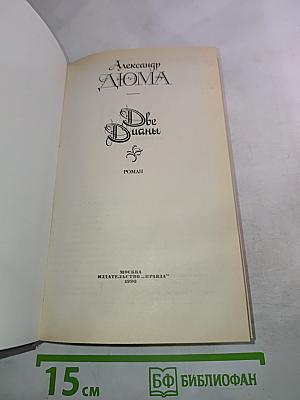 Александр
ДЮМА
Две
Дианы
РОМАН
МОСКВА
ИЗДАТЕЛЬСТВО „ПРАВДА"
1990
15 см
БФ БИБЛИОФАН